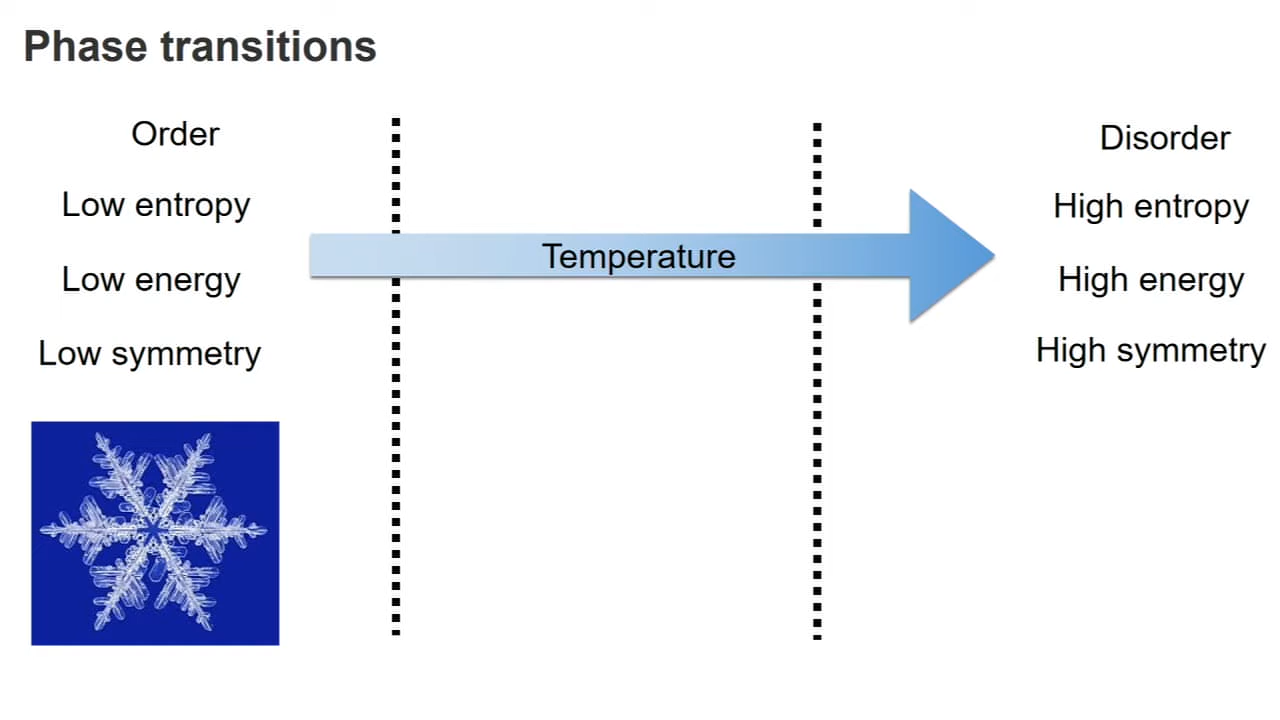 Phase transitions
Order
Low entropy
Low energy
Low symmetry
Temperature
Disorder
High entropy
High energy
High symmetry